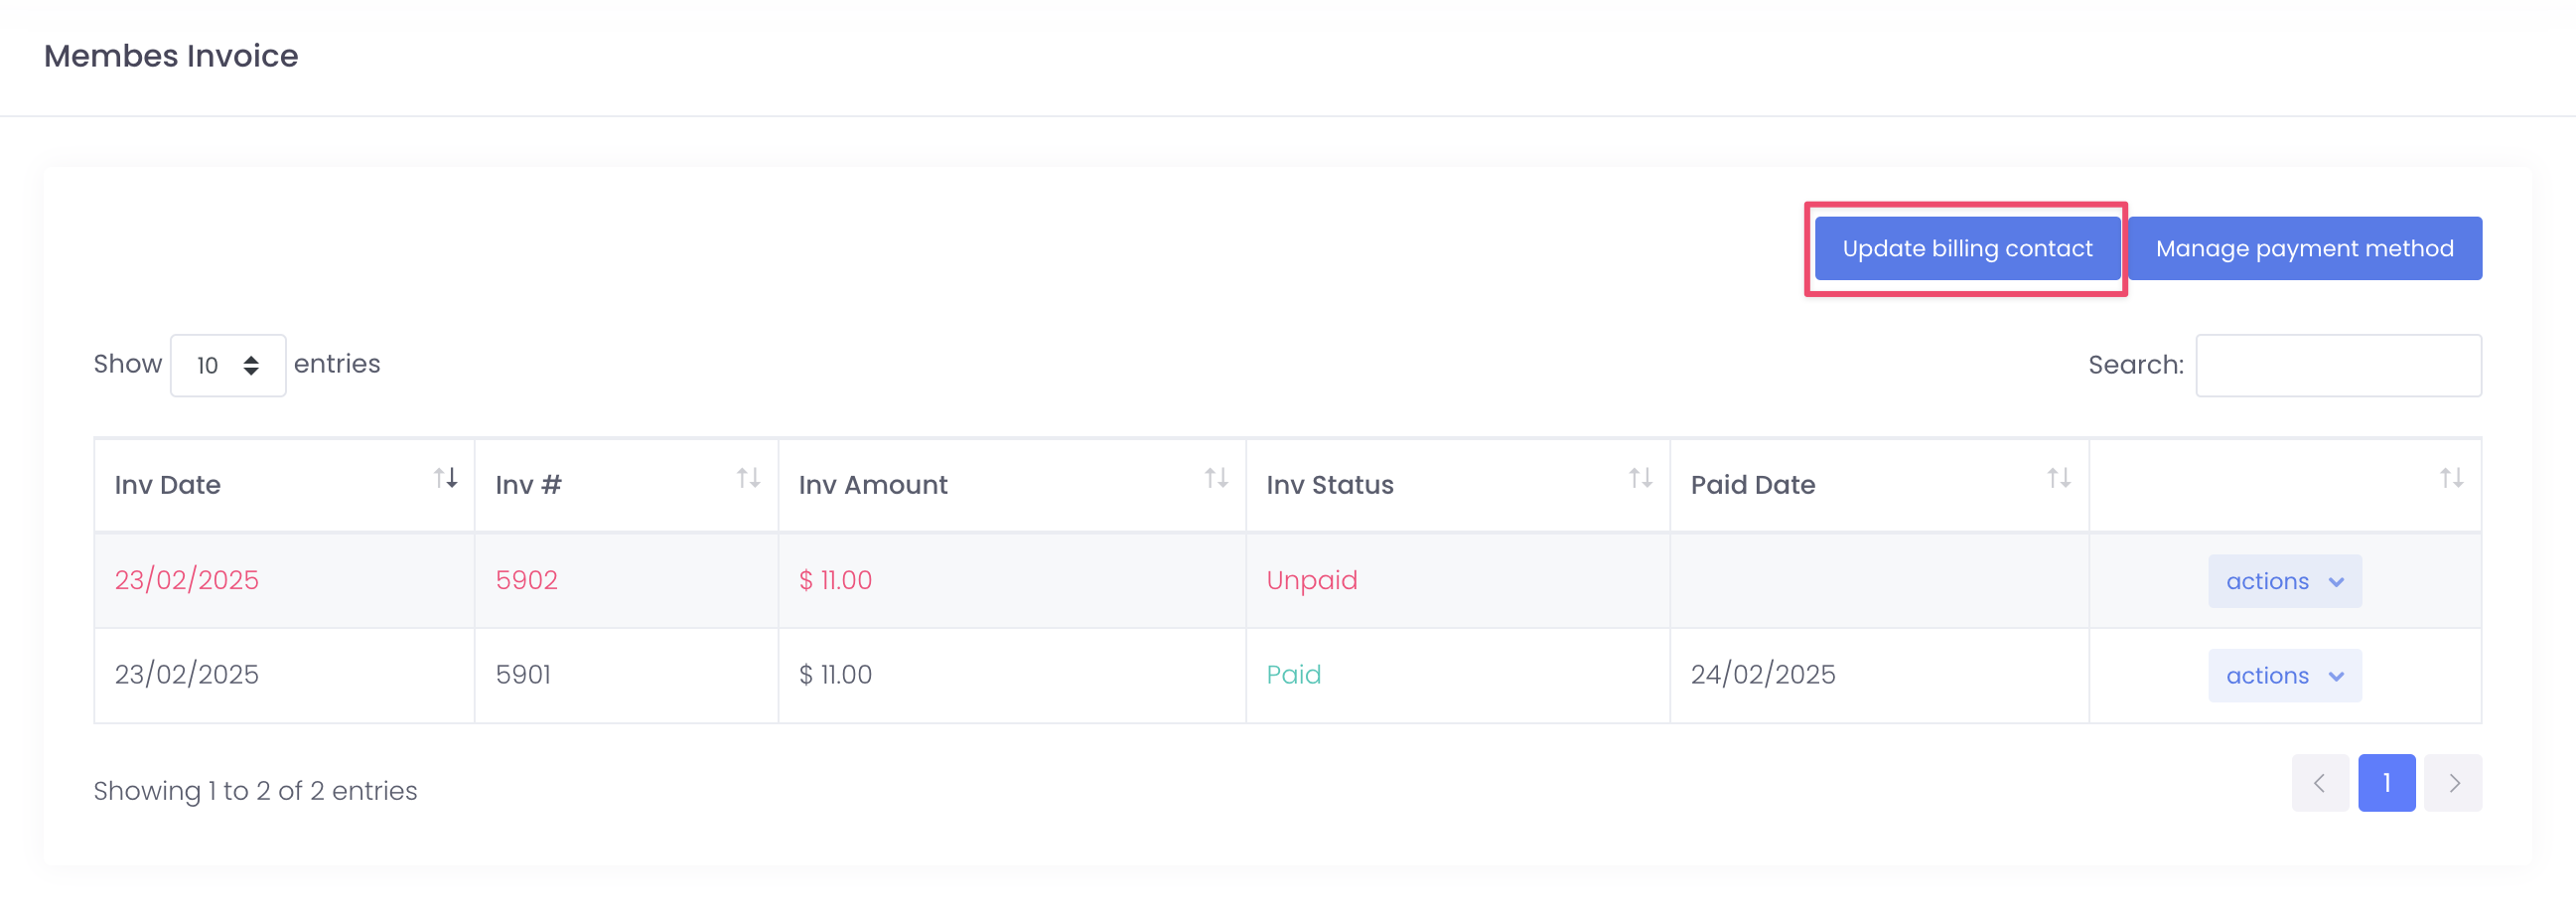 Membes Invoice
Update billing contact Manage payment method
Show 10 entries Search:
Inv Date Inv # Inv Amount Inv Status Paid Date
23/02/2025 5902 $ 11.00 Unpaid actions
23/02/2025 5901 $ 11.00 Paid 24/02/2025 actions
Showing 1 to 2 of 2 entries 1